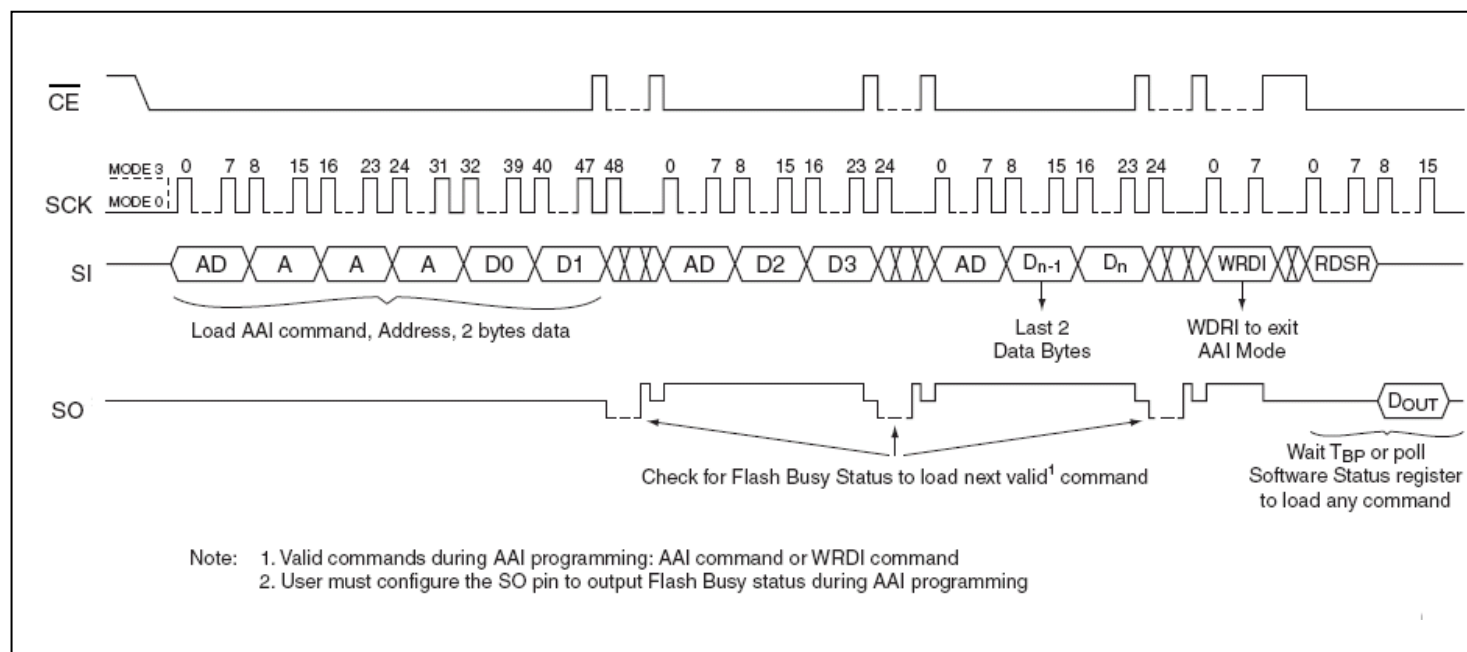 CE
MODE 3
MODE 0
SCK
0 7 8 15 16 23 24 31 32 39 40 47 48 0 7 8 15 16 23 24 0 7 8 15 16 23 24 0 7 0 7 8 15
SI
AD A A A D0 D1 AD D2 D3 AD Dn-1 Dn WRDI RDSR
Load AAI command, Address, 2 bytes data
Last 2
Data Bytes
WDRI to exit
AAI Mode
SO
DOUT
Check for Flash Busy Status to load next valid1 command
Wait TBP or poll
Software Status register
to load any command
Note: 1. Valid commands during AAI programming: AAI command or WRDI command
2. User must configure the SO pin to output Flash Busy status during AAI programming